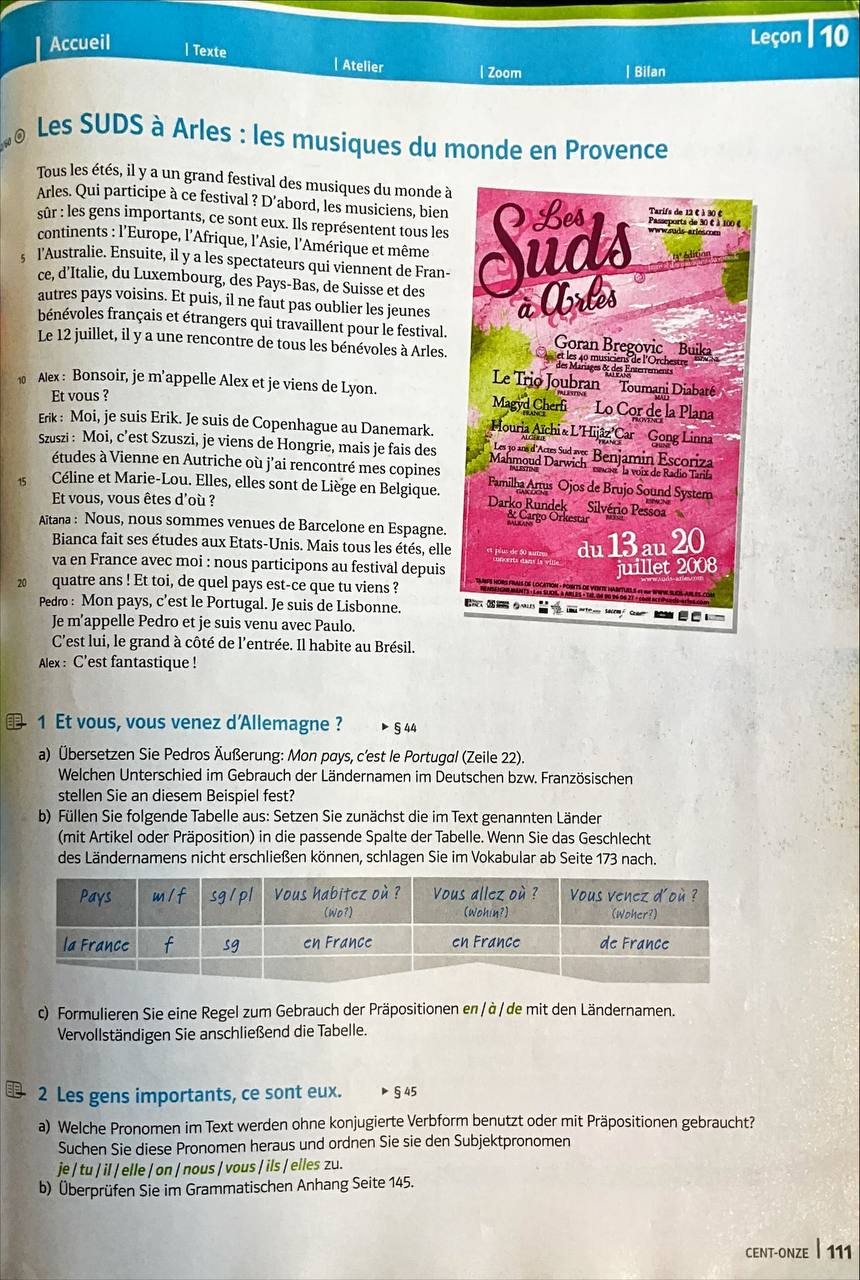 Accueil
| Texte
| Atelier
| Zoom
| Bilan
Leçon | 10
Les SUDS à Arles : les musiques du monde en Provence
Tous les étés, il y a un grand festival des musiques du monde à
Arles. Qui participe à ce festival ? D'abord, les musiciens, bien
sûr : les gens importants, ce sont eux. Ils représentent tous les
continents : l'Europe, l'Afrique, l'Asie, l'Amérique et même
5 l'Australie. Ensuite, il y a les spectateurs qui viennent de Fran-
ce, d'Italie, du Luxembourg, des Pays-Bas, de Suisse et des
autres pays voisins. Et puis, il ne faut pas oublier les jeunes
bénévoles français et étrangers qui travaillent pour le festival.
Le 12 juillet, il y a une rencontre de tous les bénévoles à Arles.
10 Alex : Bonsoir, je m'appelle Alex et je viens de Lyon.
Et vous ?
Erik : Moi, je suis Erik. Je suis de Copenhague au Danemark.
Szuszi : Moi, c'est Szuszi, je viens de Hongrie, mais je fais des
études à Vienne en Autriche où j'ai rencontré mes copines
15 Céline et Marie-Lou. Elles, elles sont de Liège en Belgique.
Et vous, vous êtes d'où ?
Aïtana : Nous, nous sommes venues de Barcelone en Espagne.
Bianca fait ses études aux Etats-Unis. Mais tous les étés, elle
va en France avec moi : nous participons au festival depuis
20 quatre ans ! Et toi, de quel pays est-ce que tu viens ?
Pedro : Mon pays, c'est le Portugal. Je suis de Lisbonne.
Je m'appelle Pedro et je suis venu avec Paulo.
C'est lui, le grand à côté de l'entrée. Il habite au Brésil.
Alex : C'est fantastique !
Les
Suds
à Arles
Tarifs de 12 € à 30 €
Passeports de 30 € à 100 €
www.suds-arles.com
13e édition
Goran Bregovic Buika
et les 40 musiciens de l'Orchestre ESPAGNE
des Mariages & des Enterrements
BALKANS
Le Trio Joubran Toumani Diabaté
PALESTINE MALI
Magyd Cherfi Lo Cor de la Plana
FRANCE PROVENCE
Houria Aïchi & L'Hijâz'Car Gong Linna
ALGÉRIE FRANCE CHINE
Les 30 ans d'Actes Sud avec Benjamin Escoriza
Mahmoud Darwich ESPAGNE la voix de Radio Tarifa
PALESTINE
Familha Artus Ojos de Brujo Sound System
GASCOGNE ESPAGNE
Darko Rundek Silvério Pessoa
& Cargo Orkestar BRÉSIL
BALKANS
et plus de 50 autres
concerts dans la ville...
du 13 au 20
juillet 2008
www.suds-arles.com
TARIFS HORS FRAIS DE LOCATION • POINTS DE VENTE HABITUELS et sur WWW.SUDS-ARLES.COM
RENSEIGNEMENTS • Les SUDS, à ARLES • Tél. 04 90 96 06 27 • contact@suds-arles.com
1 Et vous, vous venez d'Allemagne ? ▸ § 44
a) Übersetzen Sie Pedros Äußerung: Mon pays, c'est le Portugal (Zeile 22).
Welchen Unterschied im Gebrauch der Ländernamen im Deutschen bzw. Französischen
stellen Sie an diesem Beispiel fest?
b) Füllen Sie folgende Tabelle aus: Setzen Sie zunächst die im Text genannten Länder
(mit Artikel oder Präposition) in die passende Spalte der Tabelle. Wenn Sie das Geschlecht
des Ländernamens nicht erschließen können, schlagen Sie im Vokabular ab Seite 173 nach.
Pays m/f sg/pl Vous habitez où ? Vous allez où ? Vous venez d'où ?
(Wo?) (Wohin?) (Woher?)
la France f sg en France en France de France
c) Formulieren Sie eine Regel zum Gebrauch der Präpositionen en / à / de mit den Ländernamen.
Vervollständigen Sie anschließend die Tabelle.
2 Les gens importants, ce sont eux. ▸ § 45
a) Welche Pronomen im Text werden ohne konjugierte Verbform benutzt oder mit Präpositionen gebraucht?
Suchen Sie diese Pronomen heraus und ordnen Sie sie den Subjektpronomen
je / tu / il / elle / on / nous / vous / ils / elles zu.
b) Überprüfen Sie im Grammatischen Anhang Seite 145.
CENT-ONZE | 111